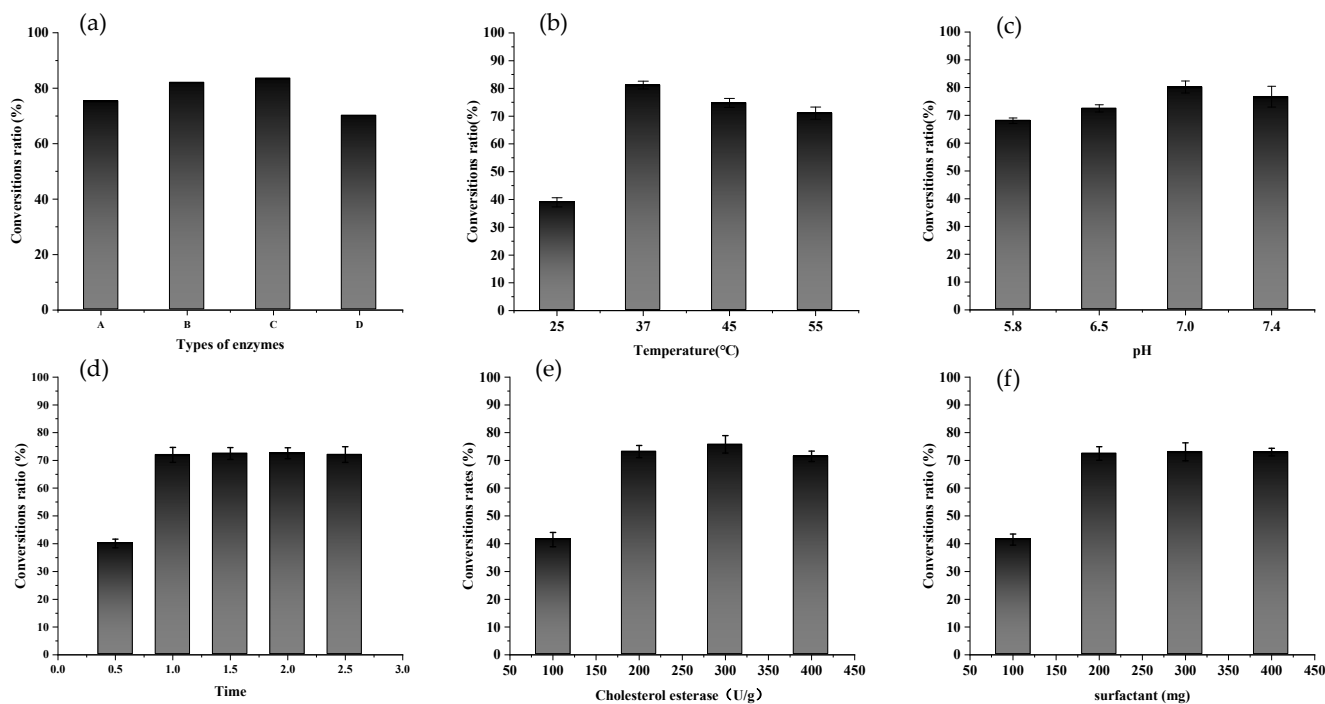 (a)
Conversitions ratio (%)
100
80
60
40
20
0
A B C D
Types of enzymes
(b)
Conversitions ratio(%)
100
90
80
70
60
50
40
30
20
10
0
25 37 45 55
Temperature(°C)
(c)
Conversitions ratio(%)
100
90
80
70
60
50
40
30
20
10
0
5.8 6.5 7.0 7.4
pH
(d)
Conversitions ratio (%)
100
90
80
70
60
50
40
30
20
10
0
0.0 0.5 1.0 1.5 2.0 2.5 3.0
Time
(e)
Conversitions rates (%)
100
90
80
70
60
50
40
30
20
10
0
50 100 150 200 250 300 350 400 450
Cholesterol esterase（U/g）
(f)
Conversitions ratio (%)
100
90
80
70
60
50
40
30
20
10
0
50 100 150 200 250 300 350 400 450
surfactant (mg)